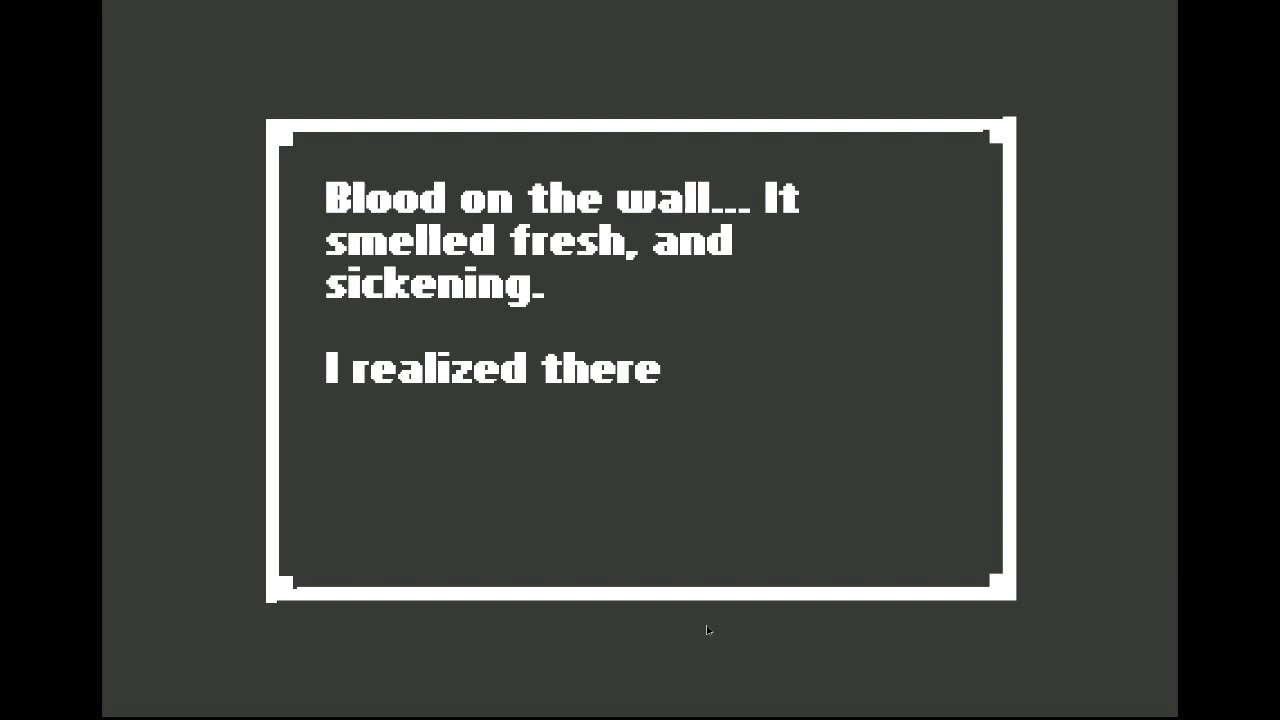 Blood on the wall... It
smelled fresh, and
sickening.
I realized there